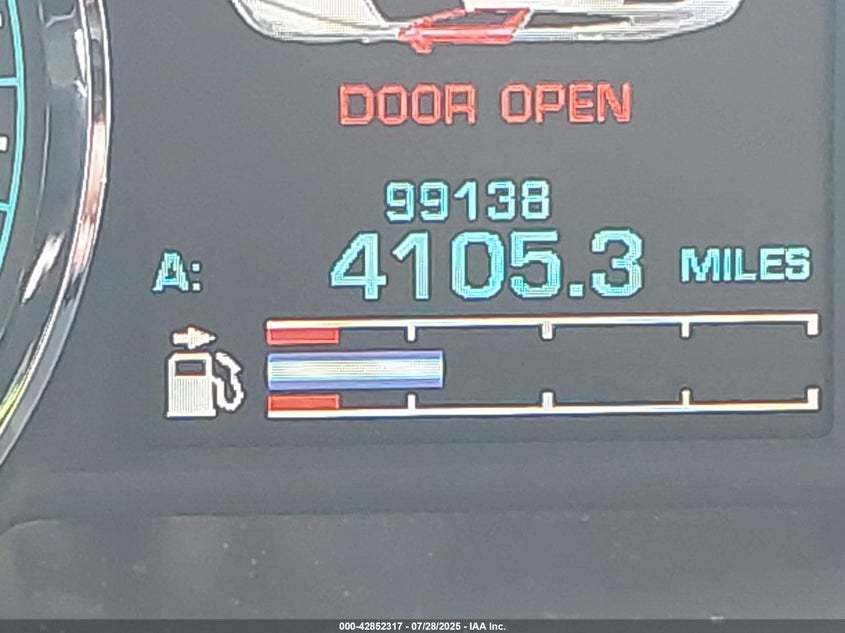 DOOR OPEN
99138
A: 4105.3 MILES
000-42852317 - 07/28/2025 - IAA Inc.